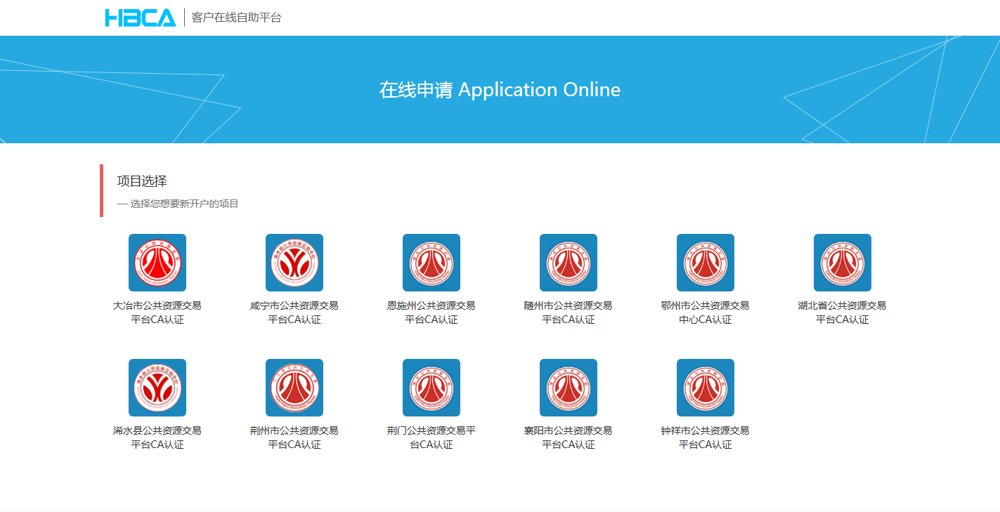 HBCA 客户在线自助平台
在线申请 Application Online
项目选择
— 选择您想要新开户的项目
大冶市公共资源交易
平台CA认证
咸宁市公共资源交易
平台CA认证
恩施州公共资源交易
平台CA认证
随州市公共资源交易
平台CA认证
鄂州市公共资源交易
中心CA认证
湖北省公共资源交易
平台CA认证
浠水县公共资源交易
平台CA认证
荆州市公共资源交易
平台CA认证
荆门公共资源交易平
台CA认证
襄阳市公共资源交易
平台CA认证
钟祥市公共资源交易
平台CA认证